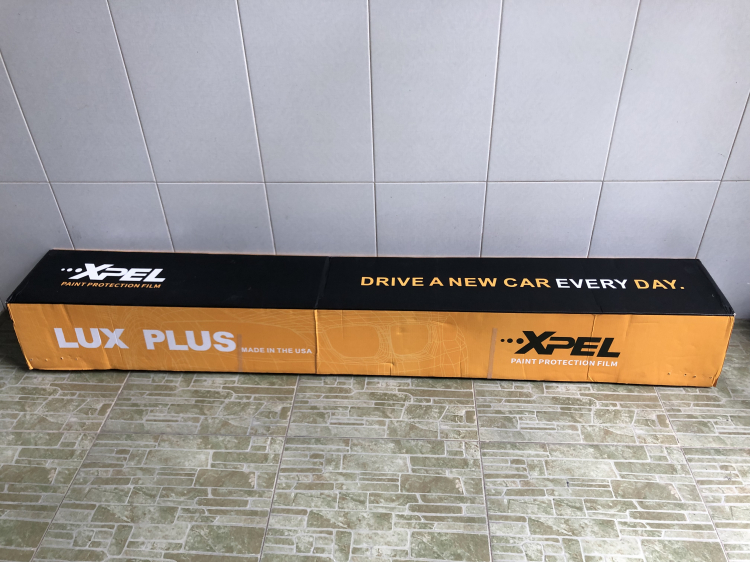 XPEL
PAINT PROTECTION FILM
DRIVE A NEW CAR EVERY DAY.
LUX PLUS MADE IN THE USA
XPEL
PAINT PROTECTION FILM